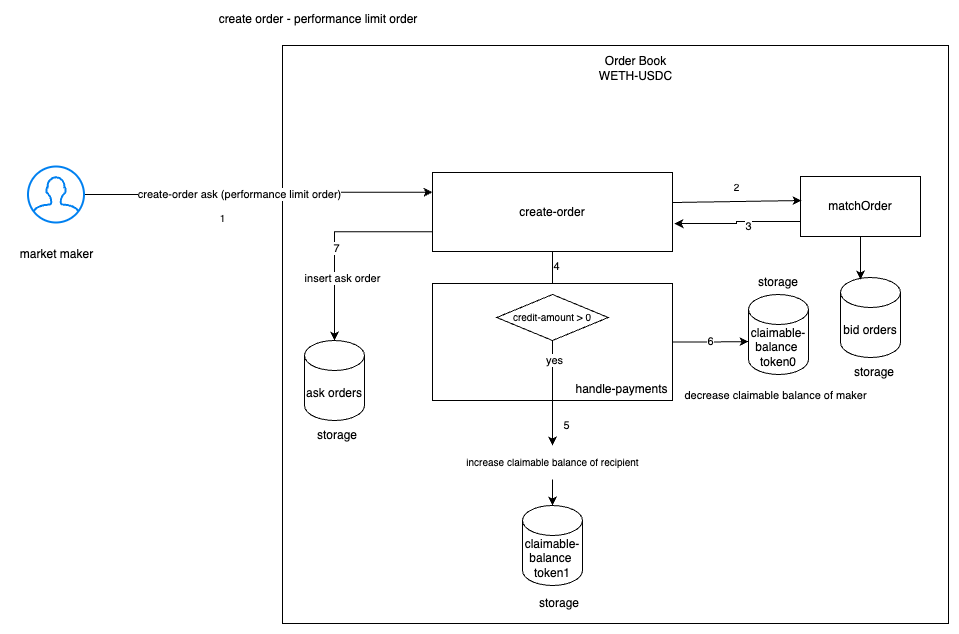 create order - performance limit order
Order Book
WETH-USDC
create-order ask (performance limit order)
1
market maker
create-order
2
3
matchOrder
7
insert ask order
4
credit-amount > 0
yes
handle-payments
6
storage
claimable-
balance
token0
bid orders
storage
decrease claimable balance of maker
ask orders
storage
5
increase claimable balance of recipient
claimable-
balance
token1
storage